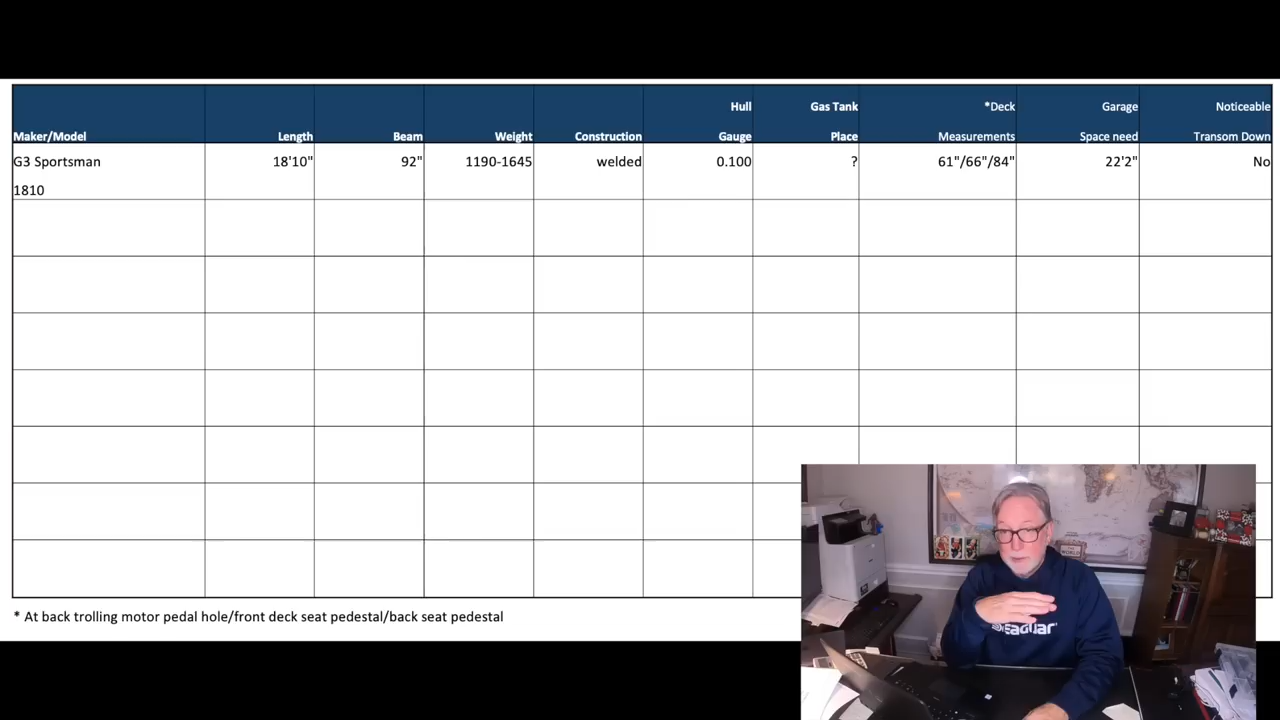 Hull Gas Tank *Deck Garage Noticeable
Maker/Model Length Beam Weight Construction Gauge Place Measurements Space need Transom Down
G3 Sportsman 18'10" 92" 1190-1645 welded 0.100 ? 61"/66"/84" 22'2" No
1810
* At back trolling motor pedal hole/front deck seat pedestal/back seat pedestal